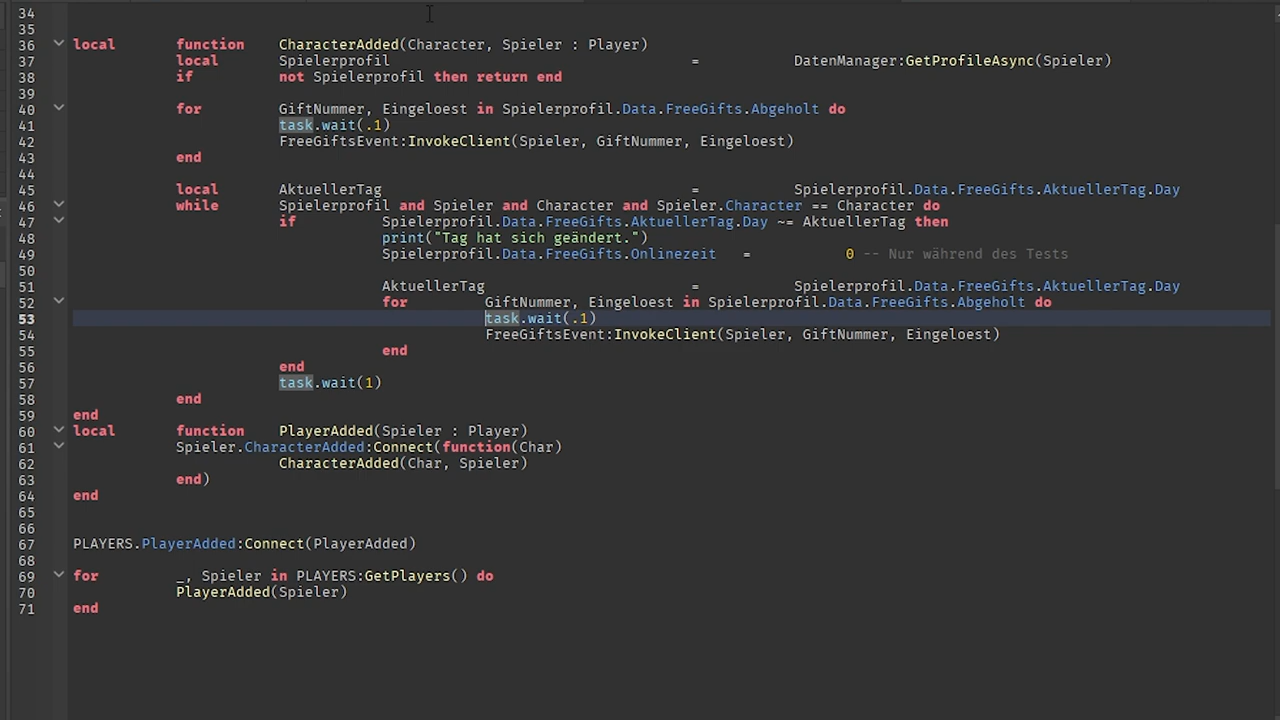 34
35
36 local function CharacterAdded(Character, Spieler : Player)
37 local Spielerprofil = DatenManager:GetProfileAsync(Spieler)
38 if not Spielerprofil then return end
39
40 for GiftNummer, Eingeloest in Spielerprofil.Data.FreeGifts.Abgeholt do
41 task.wait(.1)
42 FreeGiftsEvent:InvokeClient(Spieler, GiftNummer, Eingeloest)
43 end
44
45 local AktuellerTag = Spielerprofil.Data.FreeGifts.AktuellerTag.Day
46 while Spielerprofil and Spieler and Character and Spieler.Character == Character do
47 if Spielerprofil.Data.FreeGifts.AktuellerTag.Day ~= AktuellerTag then
48 print("Tag hat sich geändert.")
49 Spielerprofil.Data.FreeGifts.Onlinezeit = 0 -- Nur während des Tests
50
51 AktuellerTag = Spielerprofil.Data.FreeGifts.AktuellerTag.Day
52 for GiftNummer, Eingeloest in Spielerprofil.Data.FreeGifts.Abgeholt do
53 task.wait(.1)
54 FreeGiftsEvent:InvokeClient(Spieler, GiftNummer, Eingeloest)
55 end
56 end
57 task.wait(1)
58 end
59 end
60 local function PlayerAdded(Spieler : Player)
61 Spieler.CharacterAdded:Connect(function(Char)
62 CharacterAdded(Char, Spieler)
63 end)
64 end
65
66
67 PLAYERS.PlayerAdded:Connect(PlayerAdded)
68
69 for _, Spieler in PLAYERS:GetPlayers() do
70 PlayerAdded(Spieler)
71 end